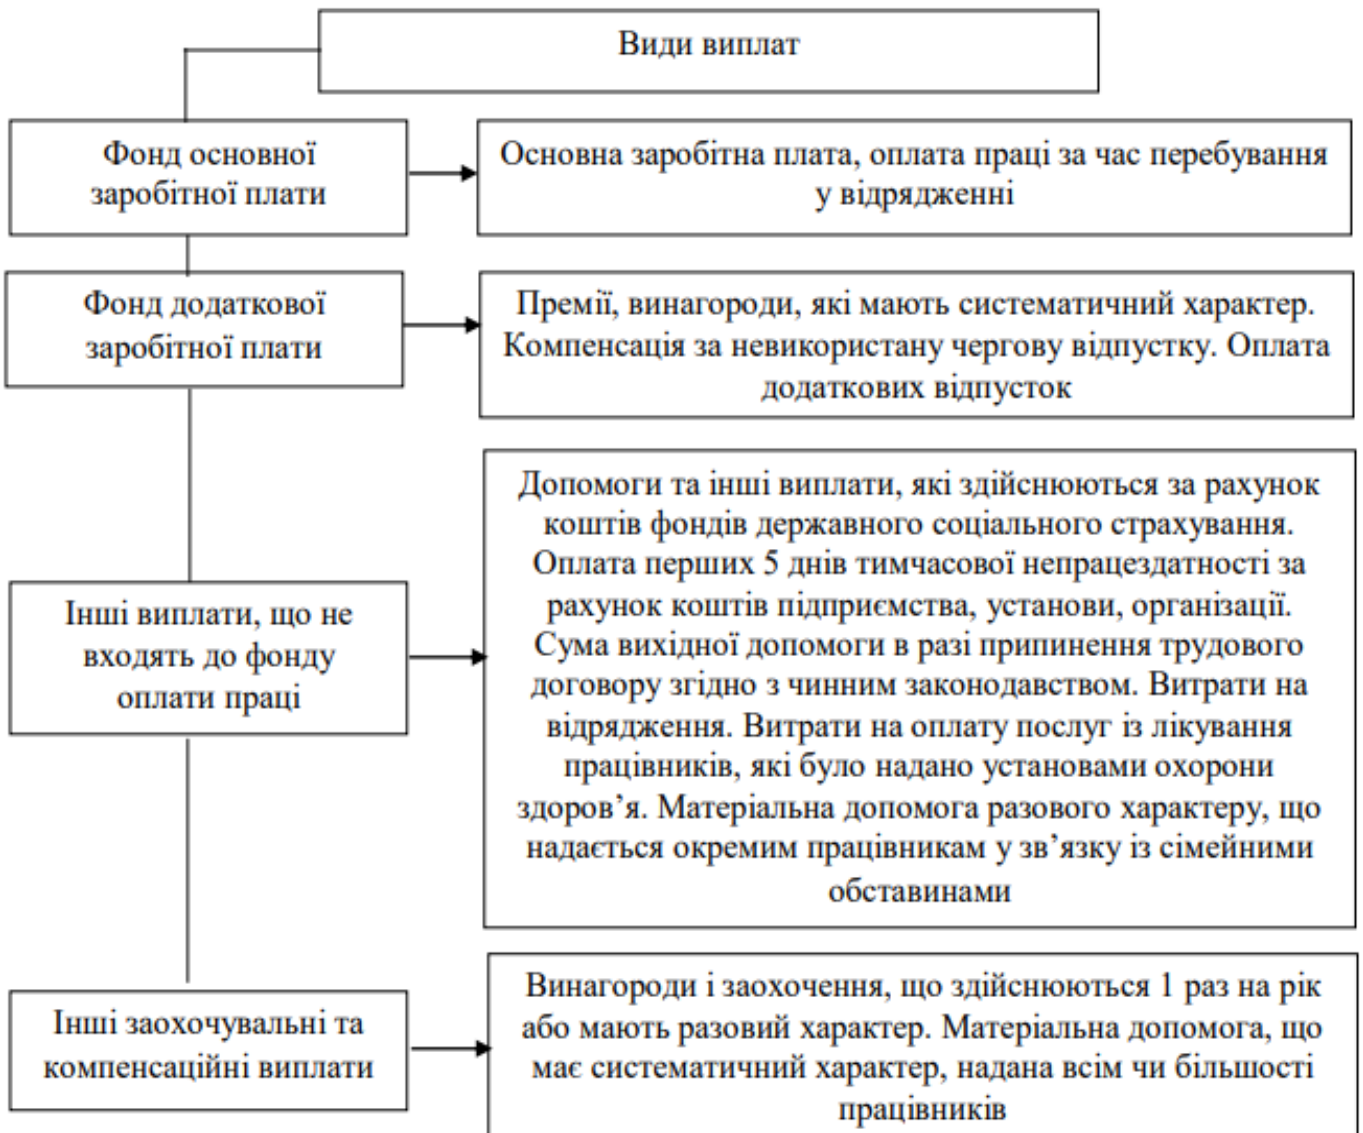 Види виплат
Фонд основної
заробітної плати
Основна заробітна плата, оплата праці за час перебування
у відрядженні
Фонд додаткової
заробітної плати
Премії, винагороди, які мають систематичний характер.
Компенсація за невикористану чергову відпустку. Оплата
додаткових відпусток
Інші виплати, що не
входять до фонду
оплати праці
Допомоги та інші виплати, які здійснюються за рахунок
коштів фондів державного соціального страхування.
Оплата перших 5 днів тимчасової непрацездатності за
рахунок коштів підприємства, установи, організації.
Сума вихідної допомоги в разі припинення трудового
договору згідно з чинним законодавством. Витрати на
відрядження. Витрати на оплату послуг із лікування
працівників, які було надано установами охорони
здоров’я. Матеріальна допомога разового характеру, що
надається окремим працівникам у зв’язку із сімейними
обставинами
Інші заохочувальні та
компенсаційні виплати
Винагороди і заохочення, що здійснюються 1 раз на рік
або мають разовий характер. Матеріальна допомога, що
має систематичний характер, надана всім чи більшості
працівників